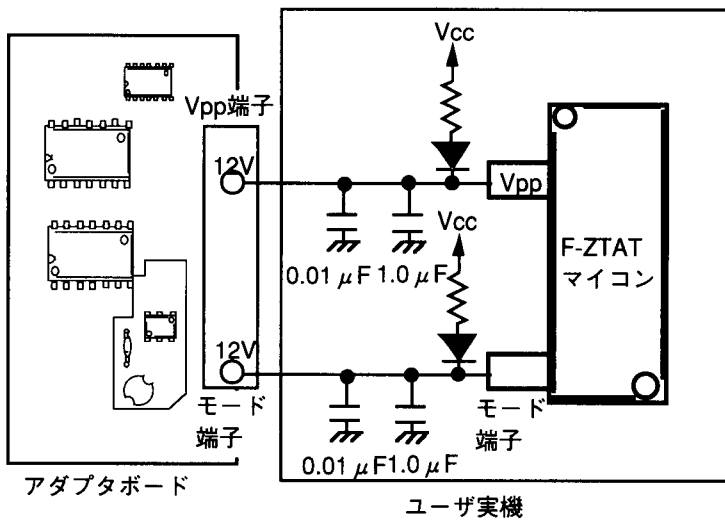 Vcc
Vpp端子
12V
Vpp
Vcc
0.01 μF 1.0 μF
F-ZTAT
マイコン
12V
モード
端子
モード
端子
0.01 μF 1.0 μF
アダプタボード
ユーザ実機